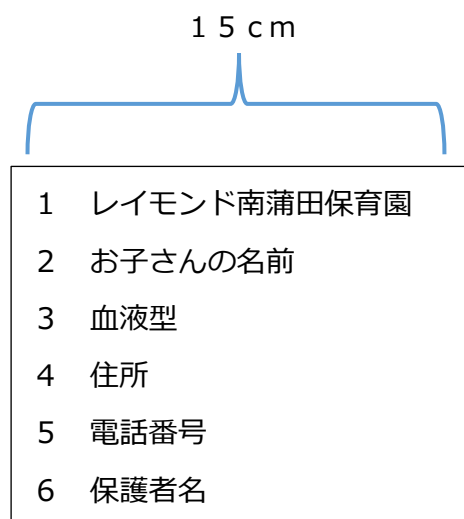 １５ｃｍ
1 レイモンド南蒲田保育園
2 お子さんの名前
3 血液型
4 住所
5 電話番号
6 保護者名